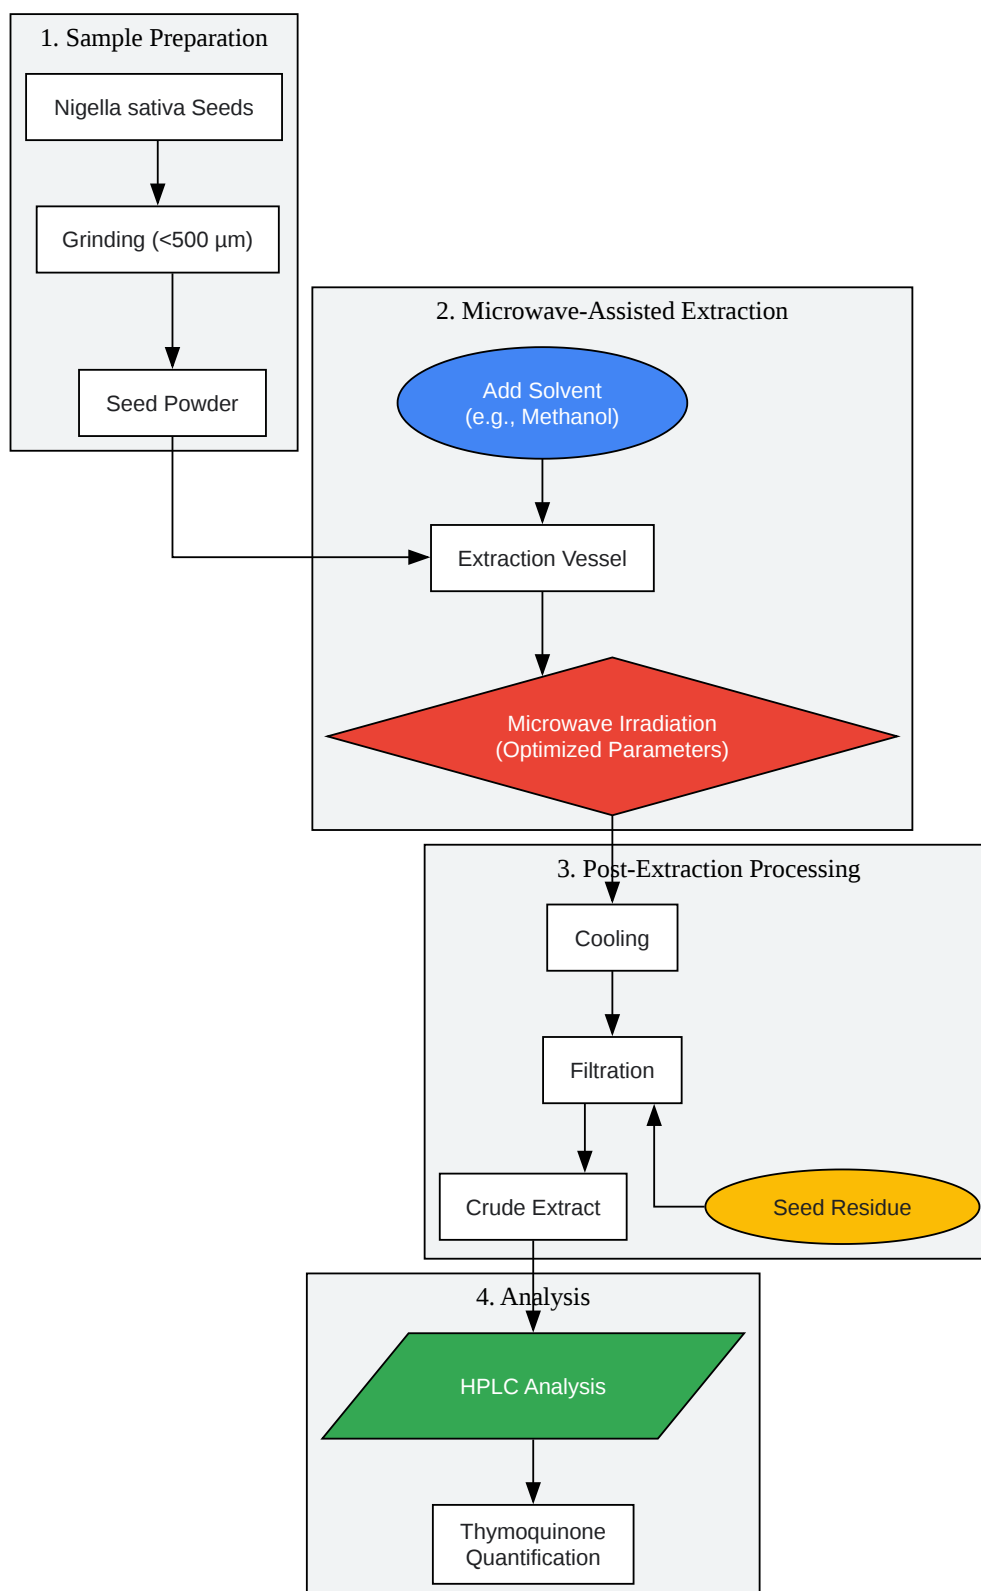 1. Sample Preparation
Nigella sativa Seeds
Grinding (<500 µm)
Seed Powder
2. Microwave-Assisted Extraction
Add Solvent
(e.g., Methanol)
Extraction Vessel
Microwave Irradiation
(Optimized Parameters)
3. Post-Extraction Processing
Cooling
Filtration
Crude Extract
Seed Residue
4. Analysis
HPLC Analysis
Thymoquinone
Quantification